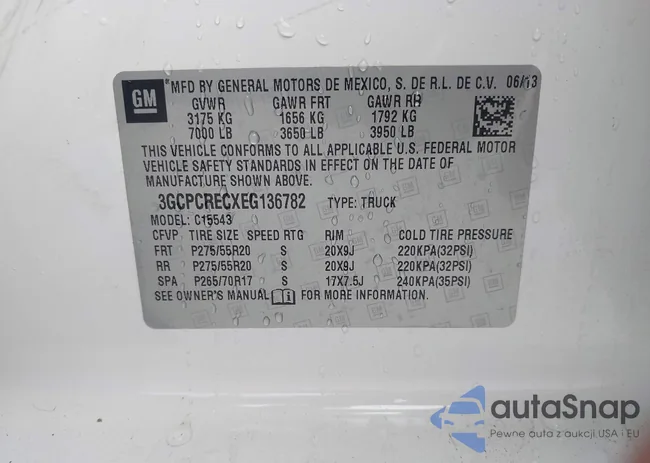 GM
*MFD BY GENERAL MOTORS DE MEXICO, S. DE R.L. DE C.V. 06/13
GVWR GAWR FRT GAWR RR
3175 KG 1656 KG 1792 KG
7000 LB 3650 LB 3950 LB
THIS VEHICLE CONFORMS TO ALL APPLICABLE U.S. FEDERAL MOTOR
VEHICLE SAFETY STANDARDS IN EFFECT ON THE DATE OF
MANUFACTURE SHOWN ABOVE.
3GCPCRECXEG136782 TYPE: TRUCK
MODEL: C15543
CFVP TIRE SIZE SPEED RTG RIM COLD TIRE PRESSURE
FRT P275/55R20 S 20X9J 220KPA(32PSI)
RR P275/55R20 S 20X9J 220KPA(32PSI)
SPA P265/70R17 S 17X7.5J 240KPA(35PSI)
SEE OWNER'S MANUAL FOR MORE INFORMATION.
autaSnap
Pewne auta z aukcji USA i EU